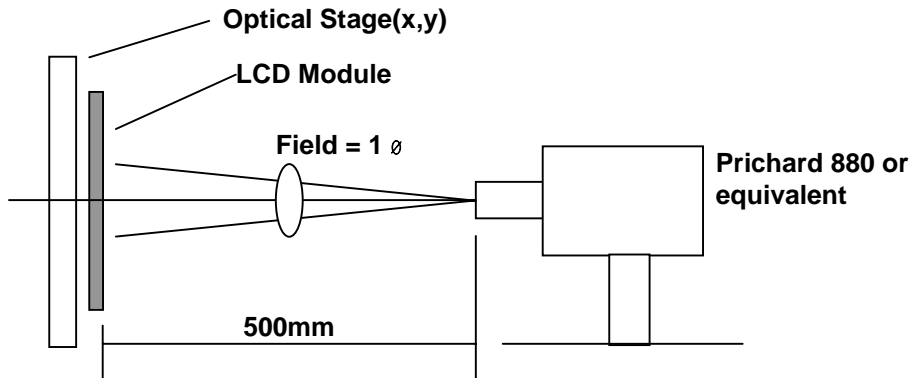 Optical Stage(x,y)
LCD Module
Field = 1 ø
Prichard 880 or
equivalent
500mm